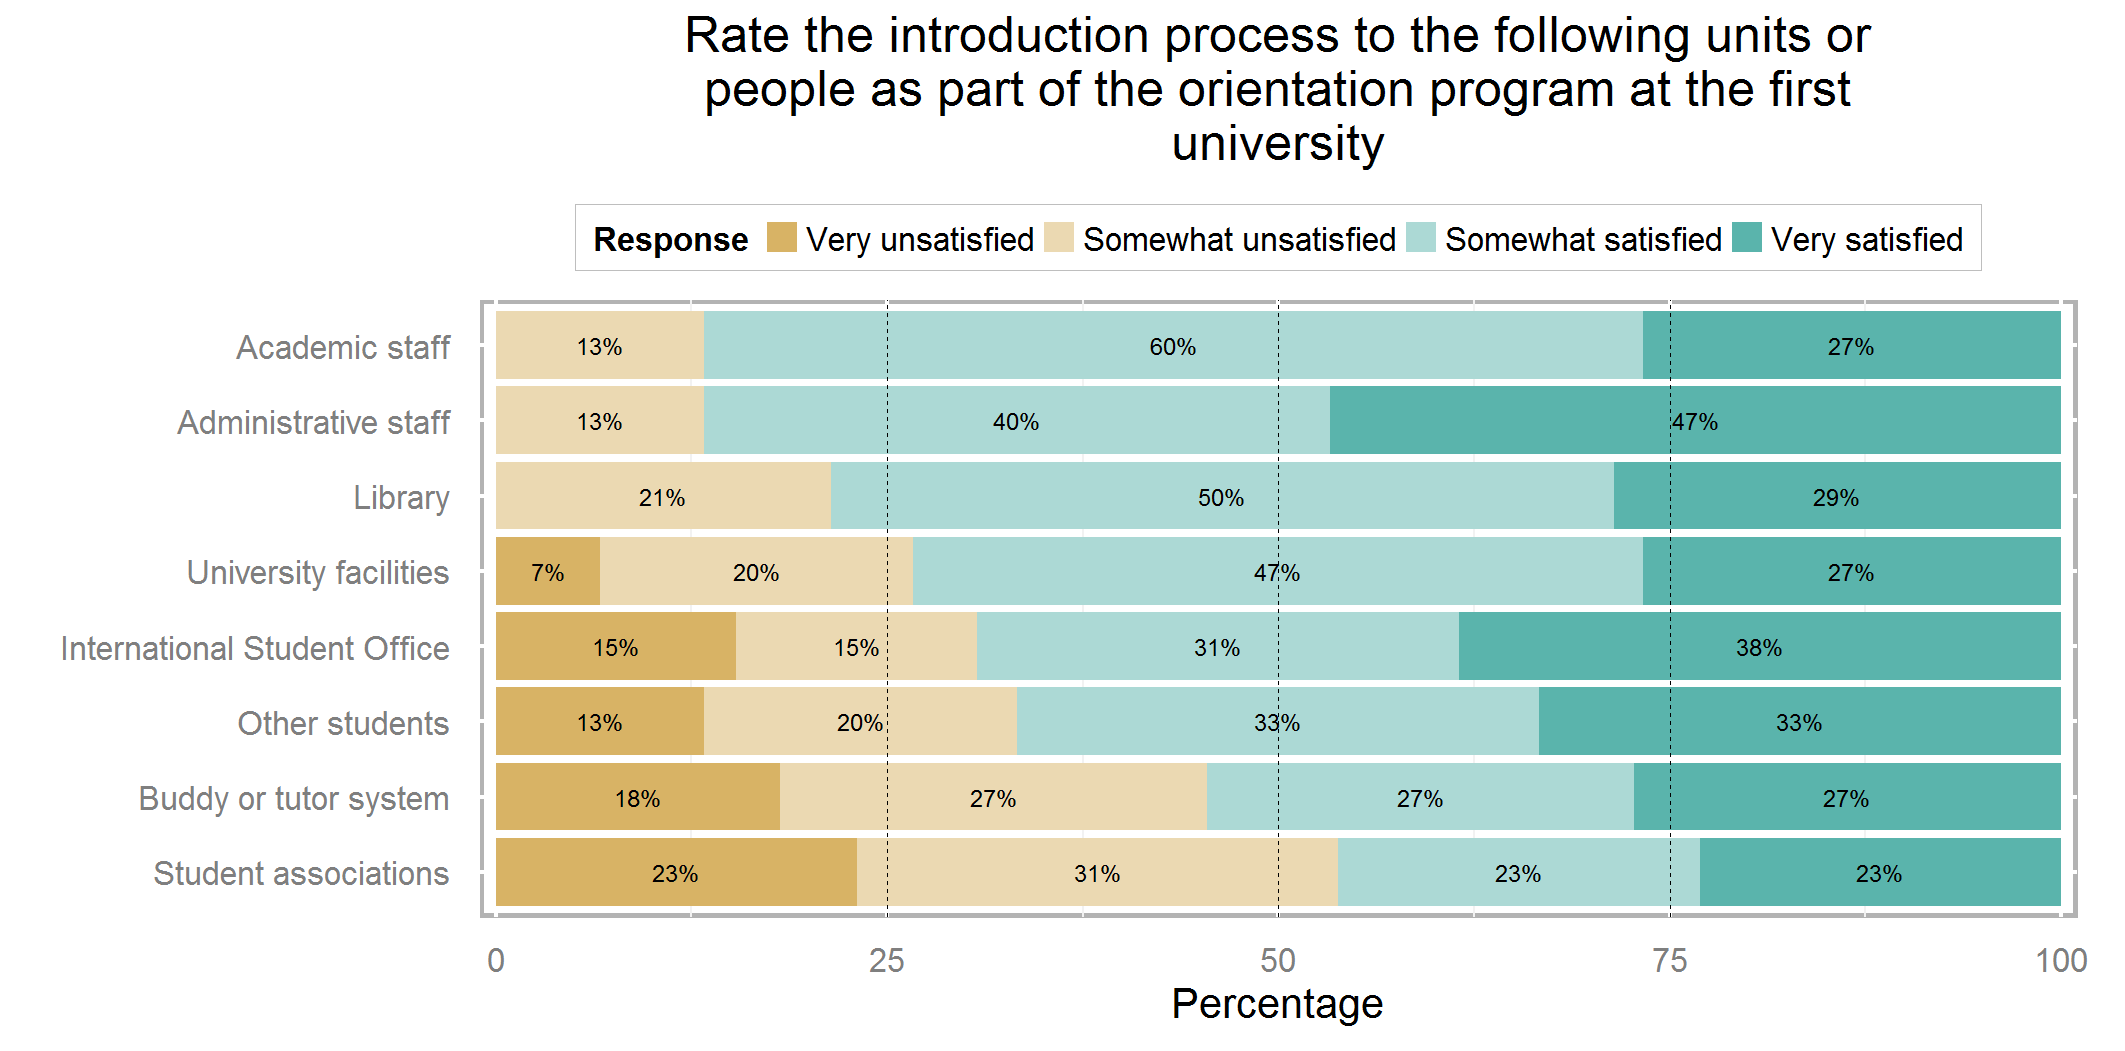 Rate the introduction process to the following units or
people as part of the orientation program at the first
university
Response Very unsatisfied Somewhat unsatisfied Somewhat satisfied Very satisfied
Academic staff 13% 60% 27%
Administrative staff 13% 40% 47%
Library 21% 50% 29%
University facilities 7% 20% 47% 27%
International Student Office 15% 15% 31% 38%
Other students 13% 20% 33% 33%
Buddy or tutor system 18% 27% 27% 27%
Student associations 23% 31% 23% 23%
0 25 50 75 100
Percentage